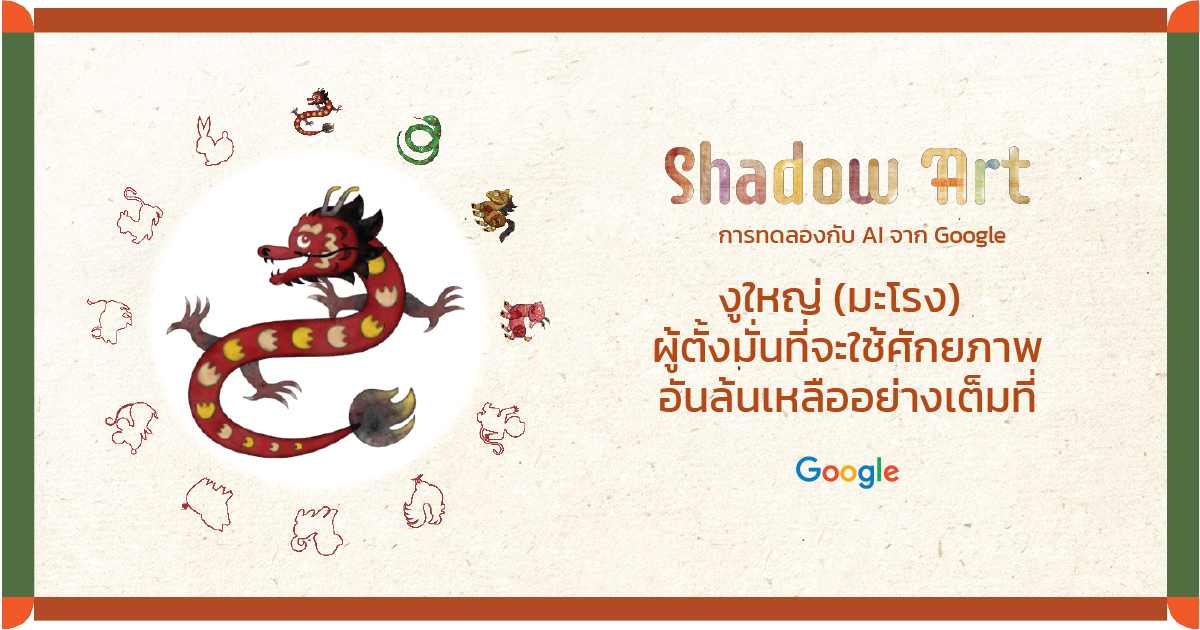 Shadow Art
การทดลองกับ AI จาก Google
งูใหญ่ (มะโรง)
ผู้ตั้งมั่นที่จะใช้ศักยภาพ
อันล้นเหลืออย่างเต็มที่
Google